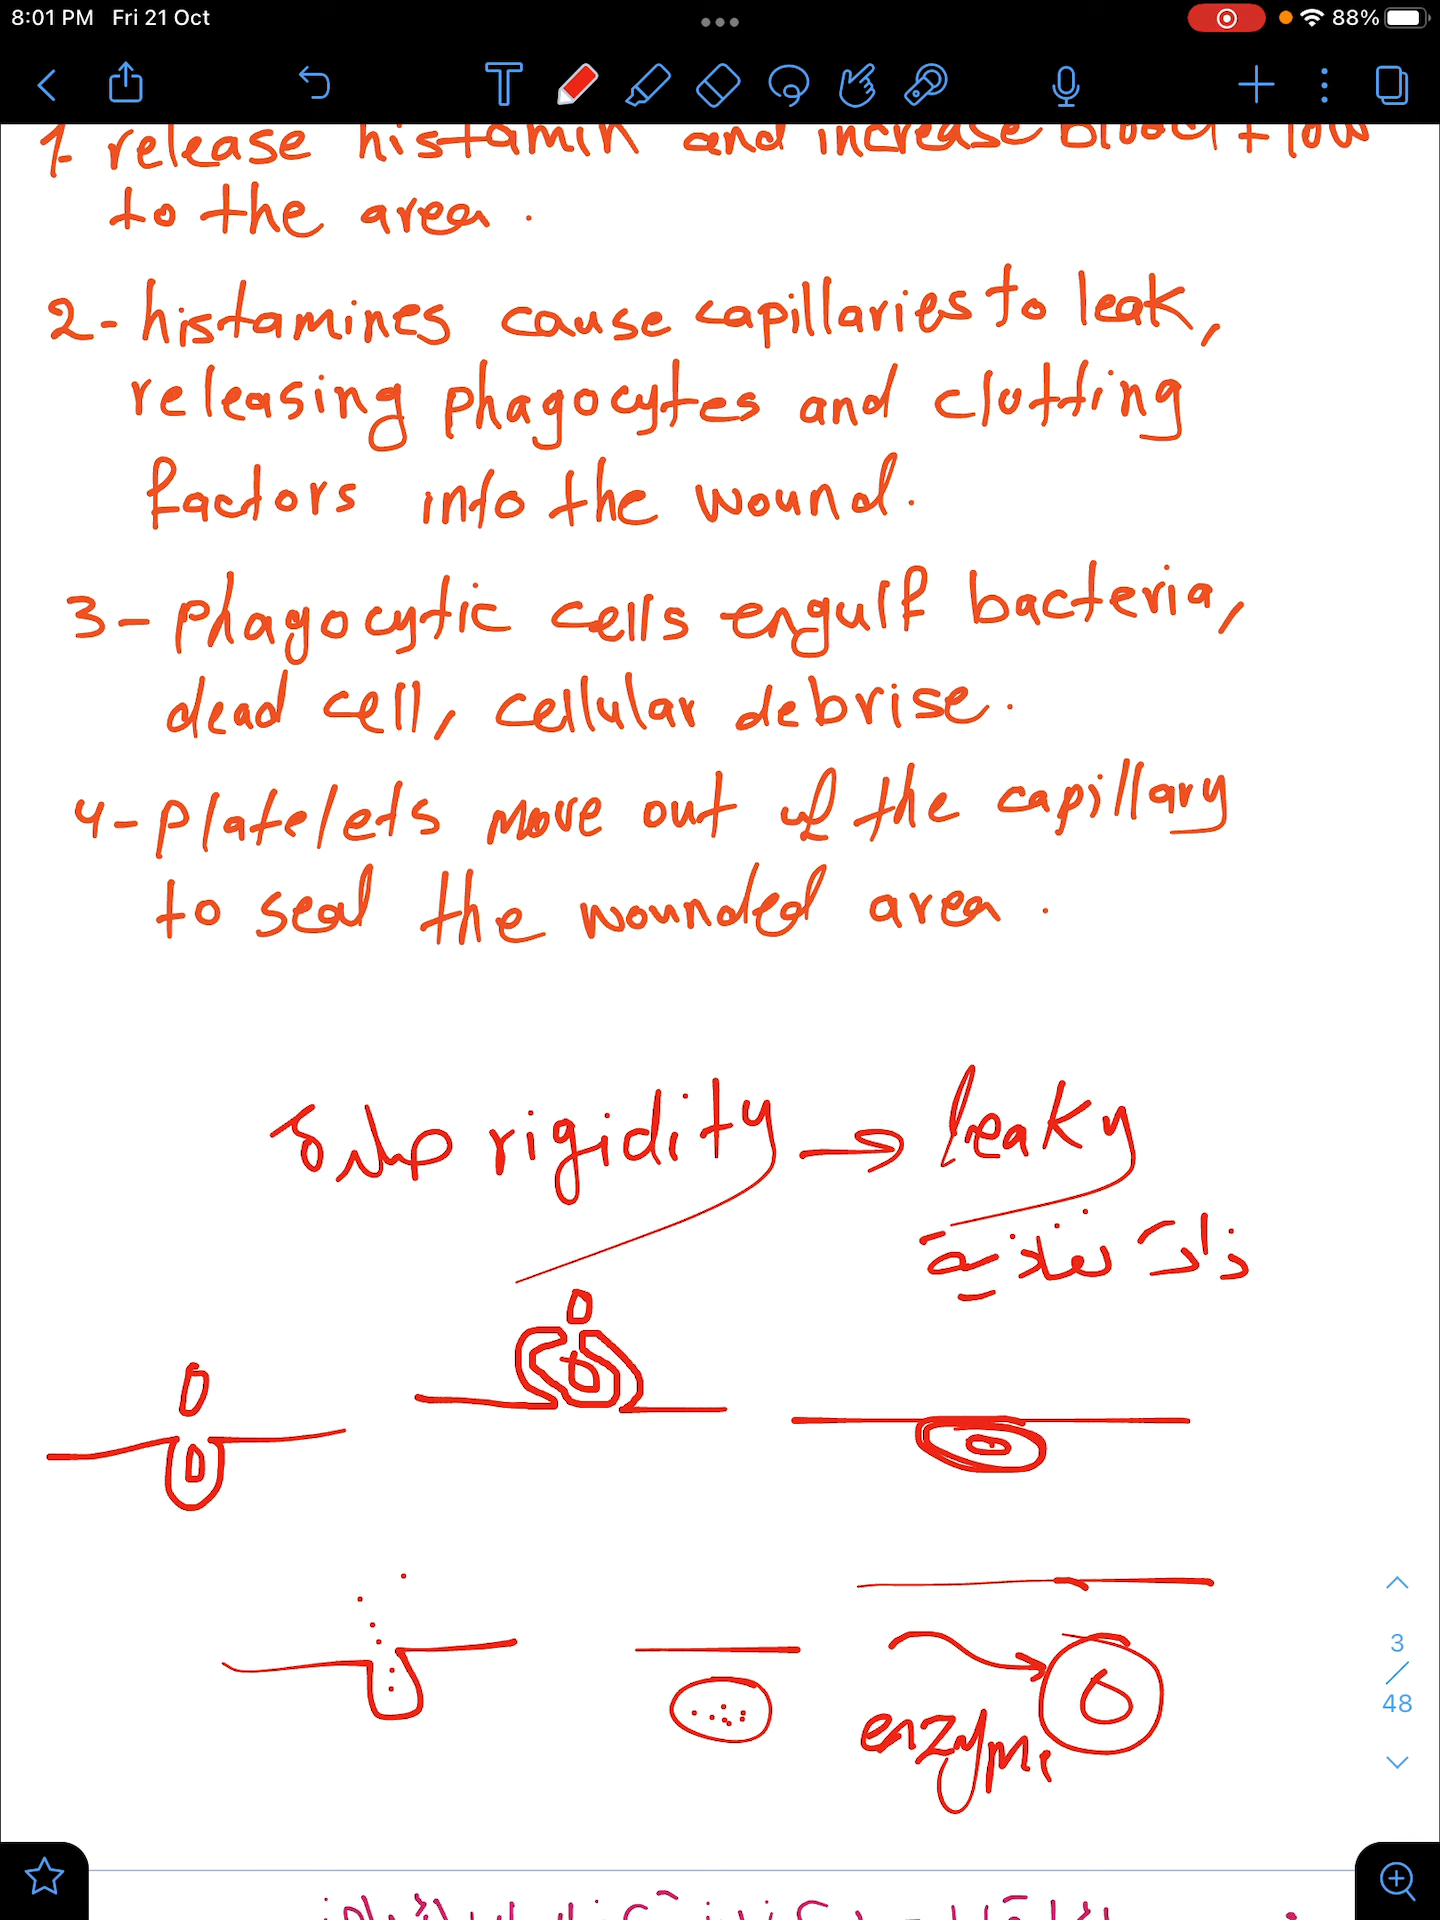 8:01 PM Fri 21 Oct
88%
1- release histamin and increase blood flow
to the area.
2- histamines cause capillaries to leak,
releasing phagocytes and clotting
factors into the wound.
3- phagocytic cells engulf bacteria,
dead cell, cellular debrise.
4- platelets move out of the capillary
to seal the wounded area.
صلابة rigidity → leaky
ذات نفاذية
enzyme
3
/
48